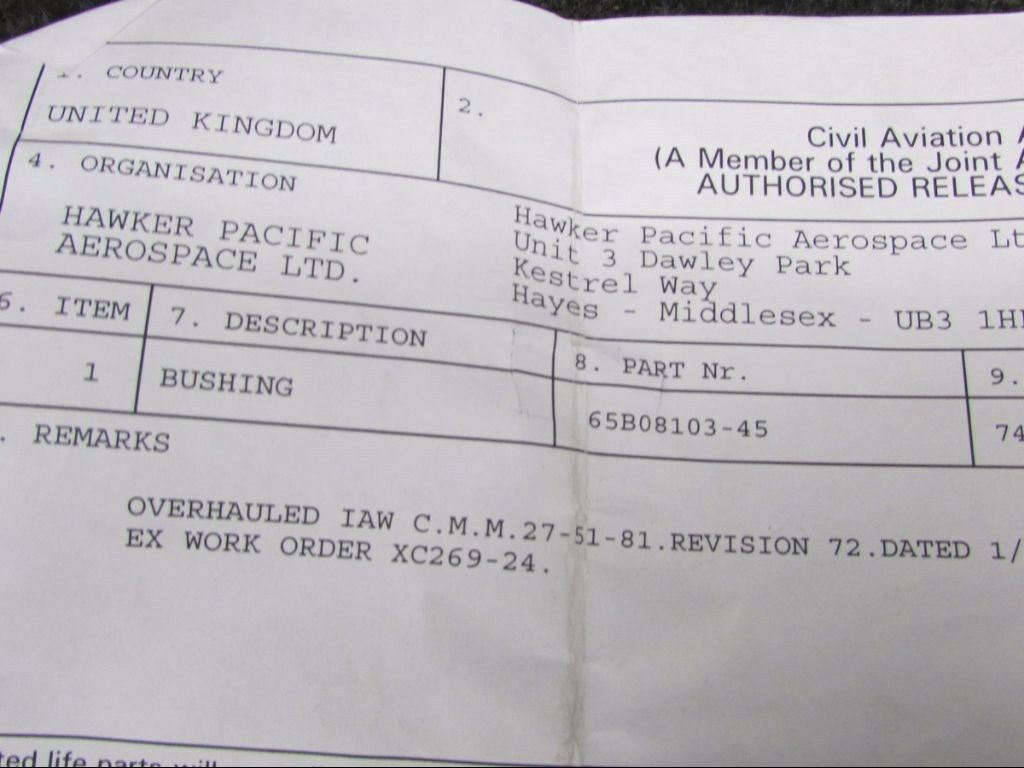 1. COUNTRY
UNITED KINGDOM
2.
Civil Aviation
(A Member of the Joint
AUTHORISED
4. ORGANISATION
HAWKER PACIFIC
AEROSPACE LTD.
Hawker Pacific Aerospace
Unit 3 Dawley Park
Kestrel Way
Hayes - Middlesex - UB3
6. ITEM
7. DESCRIPTION
8. PART Nr.
9.
1
BUSHING
65B08103-45
74
. REMARKS
OVERHAULED IAW C.M.M.27-51-81.REVISION 72.DATED 1/
EX WORK ORDER XC269-24.
life parts